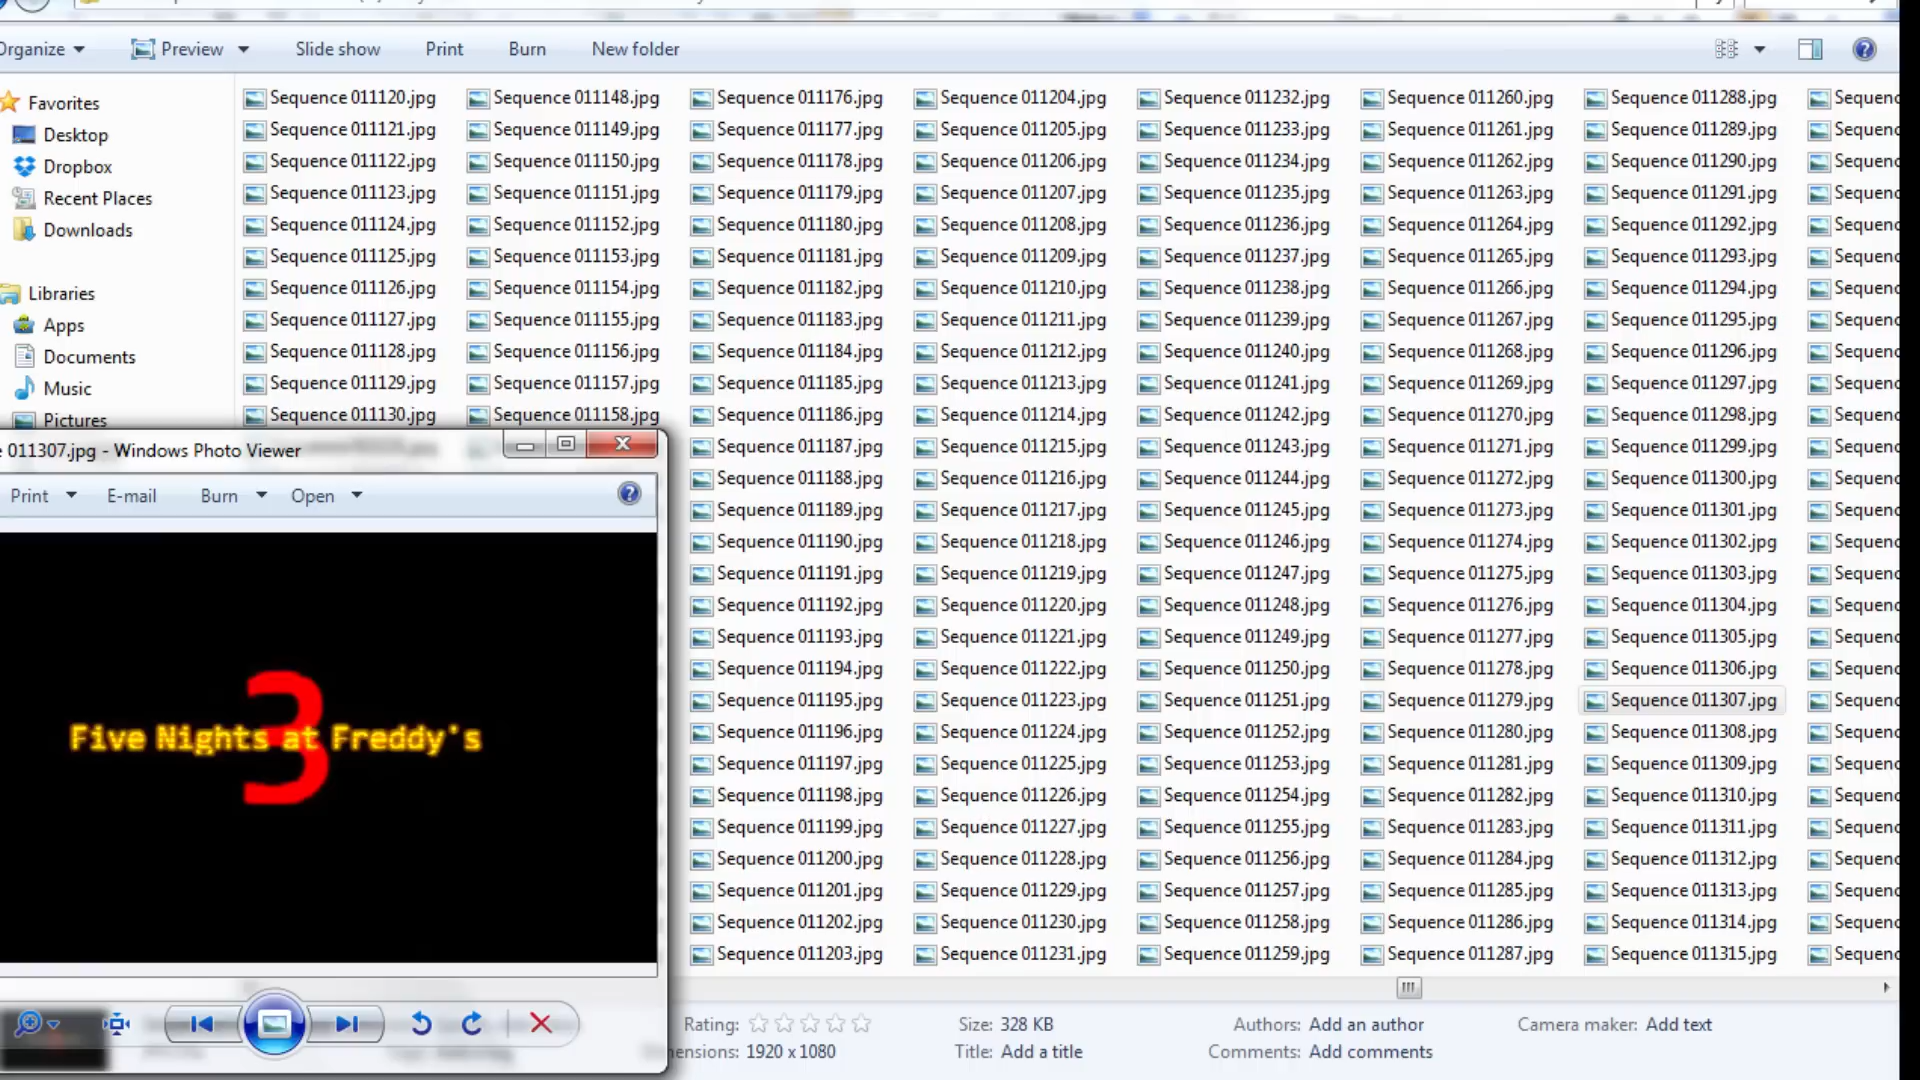 Organize Preview Slide show Print Burn New folder
Favorites
Desktop
Dropbox
Recent Places
Downloads
Libraries
Apps
Documents
Music
Pictures
Sequence 011120.jpg Sequence 011148.jpg Sequence 011176.jpg Sequence 011204.jpg Sequence 011232.jpg Sequence 011260.jpg Sequence 011288.jpg
Sequence 011121.jpg Sequence 011149.jpg Sequence 011177.jpg Sequence 011205.jpg Sequence 011233.jpg Sequence 011261.jpg Sequence 011289.jpg
Sequence 011122.jpg Sequence 011150.jpg Sequence 011178.jpg Sequence 011206.jpg Sequence 011234.jpg Sequence 011262.jpg Sequence 011290.jpg
Sequence 011123.jpg Sequence 011151.jpg Sequence 011179.jpg Sequence 011207.jpg Sequence 011235.jpg Sequence 011263.jpg Sequence 011291.jpg
Sequence 011124.jpg Sequence 011152.jpg Sequence 011180.jpg Sequence 011208.jpg Sequence 011236.jpg Sequence 011264.jpg Sequence 011292.jpg
Sequence 011125.jpg Sequence 011153.jpg Sequence 011181.jpg Sequence 011209.jpg Sequence 011237.jpg Sequence 011265.jpg Sequence 011293.jpg
Sequence 011126.jpg Sequence 011154.jpg Sequence 011182.jpg Sequence 011210.jpg Sequence 011238.jpg Sequence 011266.jpg Sequence 011294.jpg
Sequence 011127.jpg Sequence 011155.jpg Sequence 011183.jpg Sequence 011211.jpg Sequence 011239.jpg Sequence 011267.jpg Sequence 011295.jpg
Sequence 011128.jpg Sequence 011156.jpg Sequence 011184.jpg Sequence 011212.jpg Sequence 011240.jpg Sequence 011268.jpg Sequence 011296.jpg
Sequence 011129.jpg Sequence 011157.jpg Sequence 011185.jpg Sequence 011213.jpg Sequence 011241.jpg Sequence 011269.jpg Sequence 011297.jpg
Sequence 011130.jpg Sequence 011158.jpg Sequence 011186.jpg Sequence 011214.jpg Sequence 011242.jpg Sequence 011270.jpg Sequence 011298.jpg
Sequence 011187.jpg Sequence 011215.jpg Sequence 011243.jpg Sequence 011271.jpg Sequence 011299.jpg
Sequence 011188.jpg Sequence 011216.jpg Sequence 011244.jpg Sequence 011272.jpg Sequence 011300.jpg
Sequence 011189.jpg Sequence 011217.jpg Sequence 011245.jpg Sequence 011273.jpg Sequence 011301.jpg
Sequence 011190.jpg Sequence 011218.jpg Sequence 011246.jpg Sequence 011274.jpg Sequence 011302.jpg
Sequence 011191.jpg Sequence 011219.jpg Sequence 011247.jpg Sequence 011275.jpg Sequence 011303.jpg
Sequence 011192.jpg Sequence 011220.jpg Sequence 011248.jpg Sequence 011276.jpg Sequence 011304.jpg
Sequence 011193.jpg Sequence 011221.jpg Sequence 011249.jpg Sequence 011277.jpg Sequence 011305.jpg
Sequence 011194.jpg Sequence 011222.jpg Sequence 011250.jpg Sequence 011278.jpg Sequence 011306.jpg
Sequence 011195.jpg Sequence 011223.jpg Sequence 011251.jpg Sequence 011279.jpg Sequence 011307.jpg
Sequence 011196.jpg Sequence 011224.jpg Sequence 011252.jpg Sequence 011280.jpg Sequence 011308.jpg
Sequence 011197.jpg Sequence 011225.jpg Sequence 011253.jpg Sequence 011281.jpg Sequence 011309.jpg
Sequence 011198.jpg Sequence 011226.jpg Sequence 011254.jpg Sequence 011282.jpg Sequence 011310.jpg
Sequence 011199.jpg Sequence 011227.jpg Sequence 011255.jpg Sequence 011283.jpg Sequence 011311.jpg
Sequence 011200.jpg Sequence 011228.jpg Sequence 011256.jpg Sequence 011284.jpg Sequence 011312.jpg
Sequence 011201.jpg Sequence 011229.jpg Sequence 011257.jpg Sequence 011285.jpg Sequence 011313.jpg
Sequence 011202.jpg Sequence 011230.jpg Sequence 011258.jpg Sequence 011286.jpg Sequence 011314.jpg
Sequence 011203.jpg Sequence 011231.jpg Sequence 011259.jpg Sequence 011287.jpg Sequence 011315.jpg
011307.jpg - Windows Photo Viewer
Print E-mail Burn Open
3
Five Nights at Freddy's
Rating: Size: 328 KB Authors: Add an author Camera maker: Add text
1920 x 1080 Title: Add a title Comments: Add comments